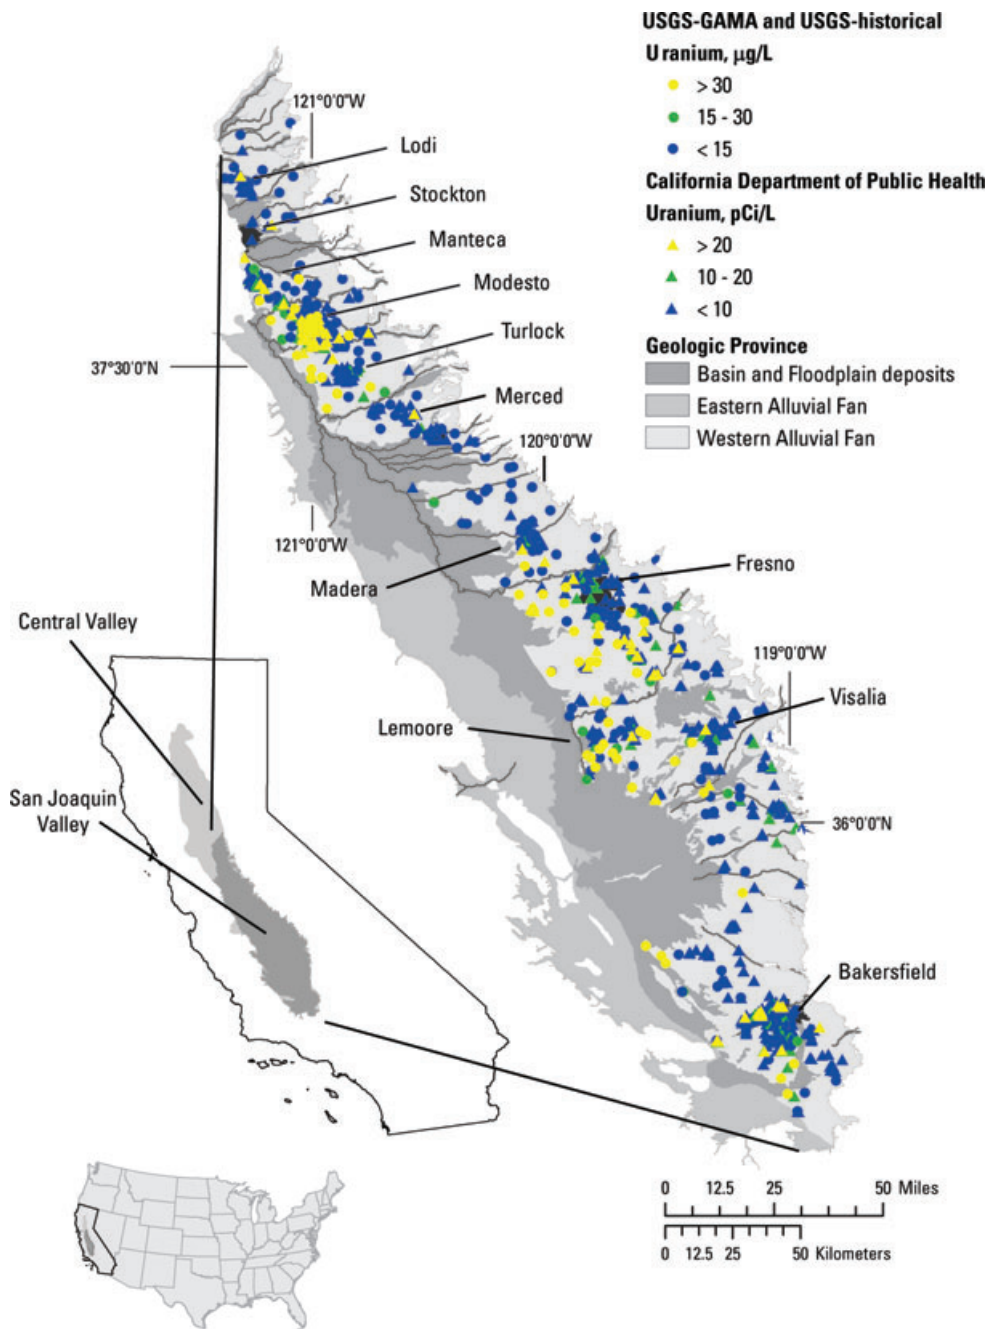 USGS-GAMA and USGS-historical
Uranium, μg/L
> 30
15 - 30
< 15
California Department of Public Health
Uranium, pCi/L
> 20
10 - 20
< 10
Geologic Province
Basin and Floodplain deposits
Eastern Alluvial Fan
Western Alluvial Fan
121°0'0"W
Lodi
Stockton
Manteca
Modesto
Turlock
37°30'0"N
Merced
120°0'0"W
121°0'0"W
Madera
Fresno
Central Valley
119°0'0"W
Visalia
Lemoore
San Joaquin
Valley
36°0'0"N
Bakersfield
0 12.5 25 50 Miles
0 12.5 25 50 Kilometers